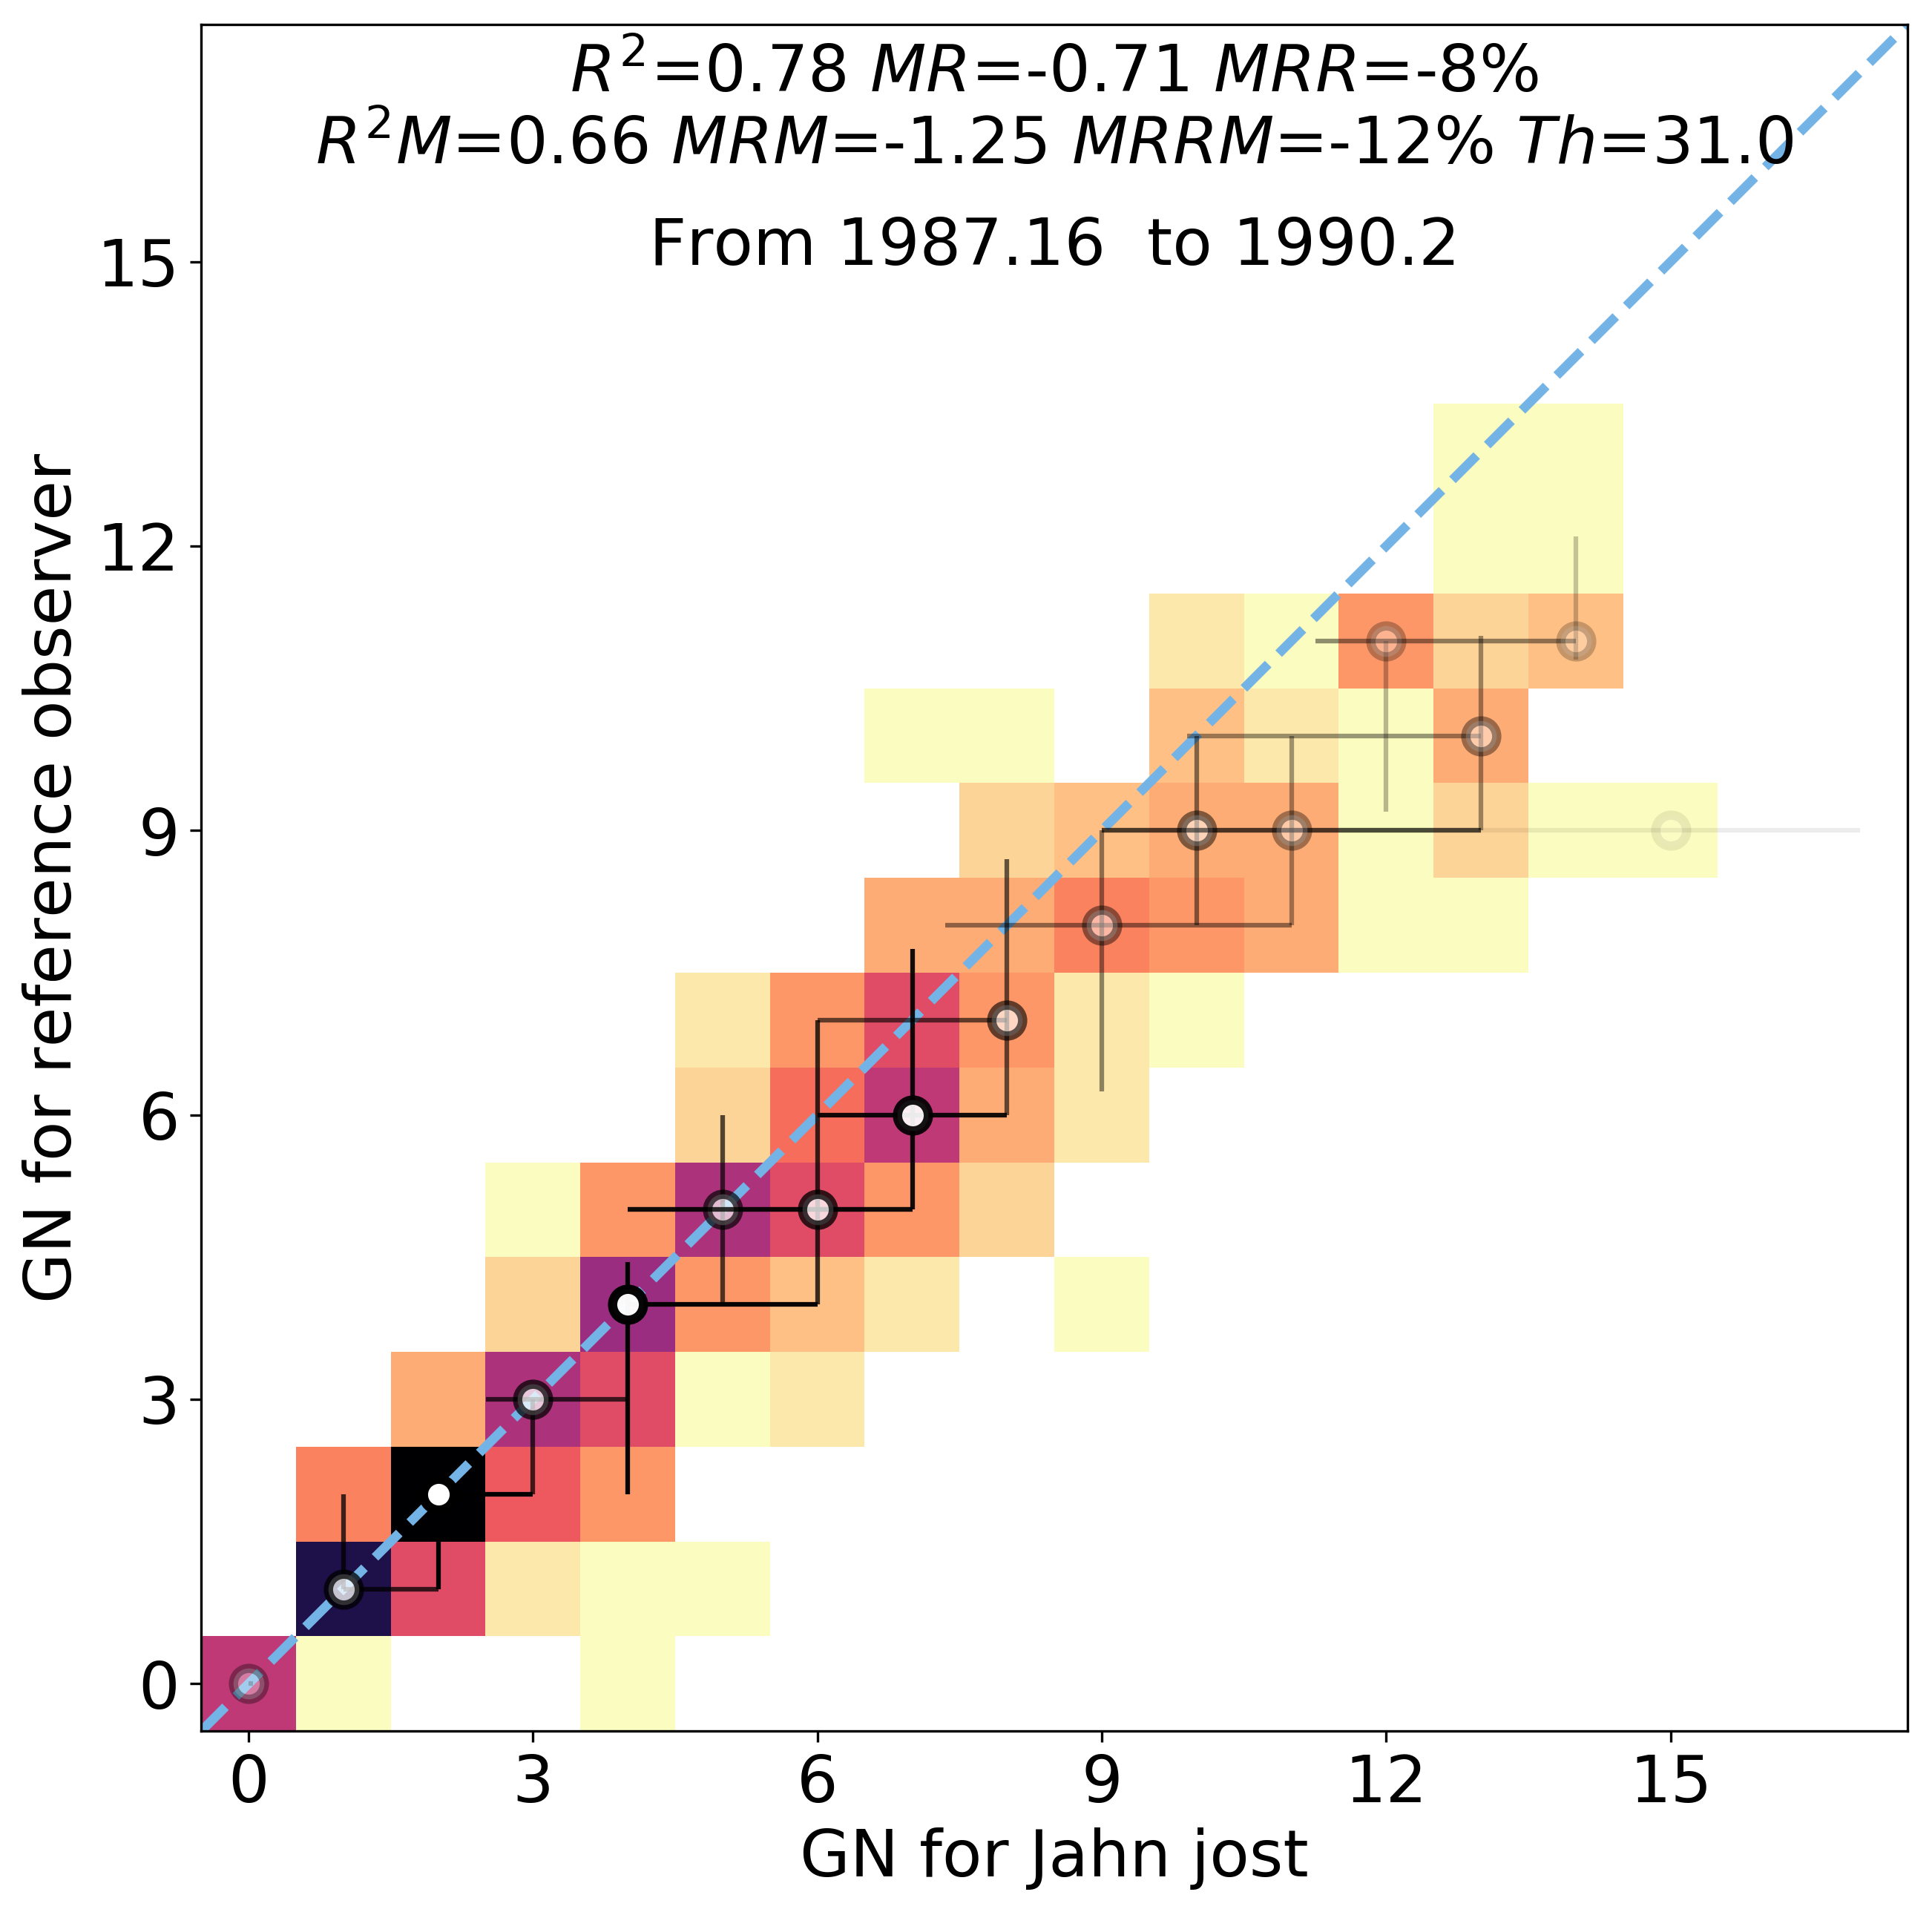 R²=0.78 MR=-0.71 MRR=-8%
R²M=0.66 MRM=-1.25 MRRM=-12% Th=31.0
From 1987.16 to 1990.2
15
12
9
6
3
0
GN for reference observer
0 3 6 9 12 15
GN for Jahn jost